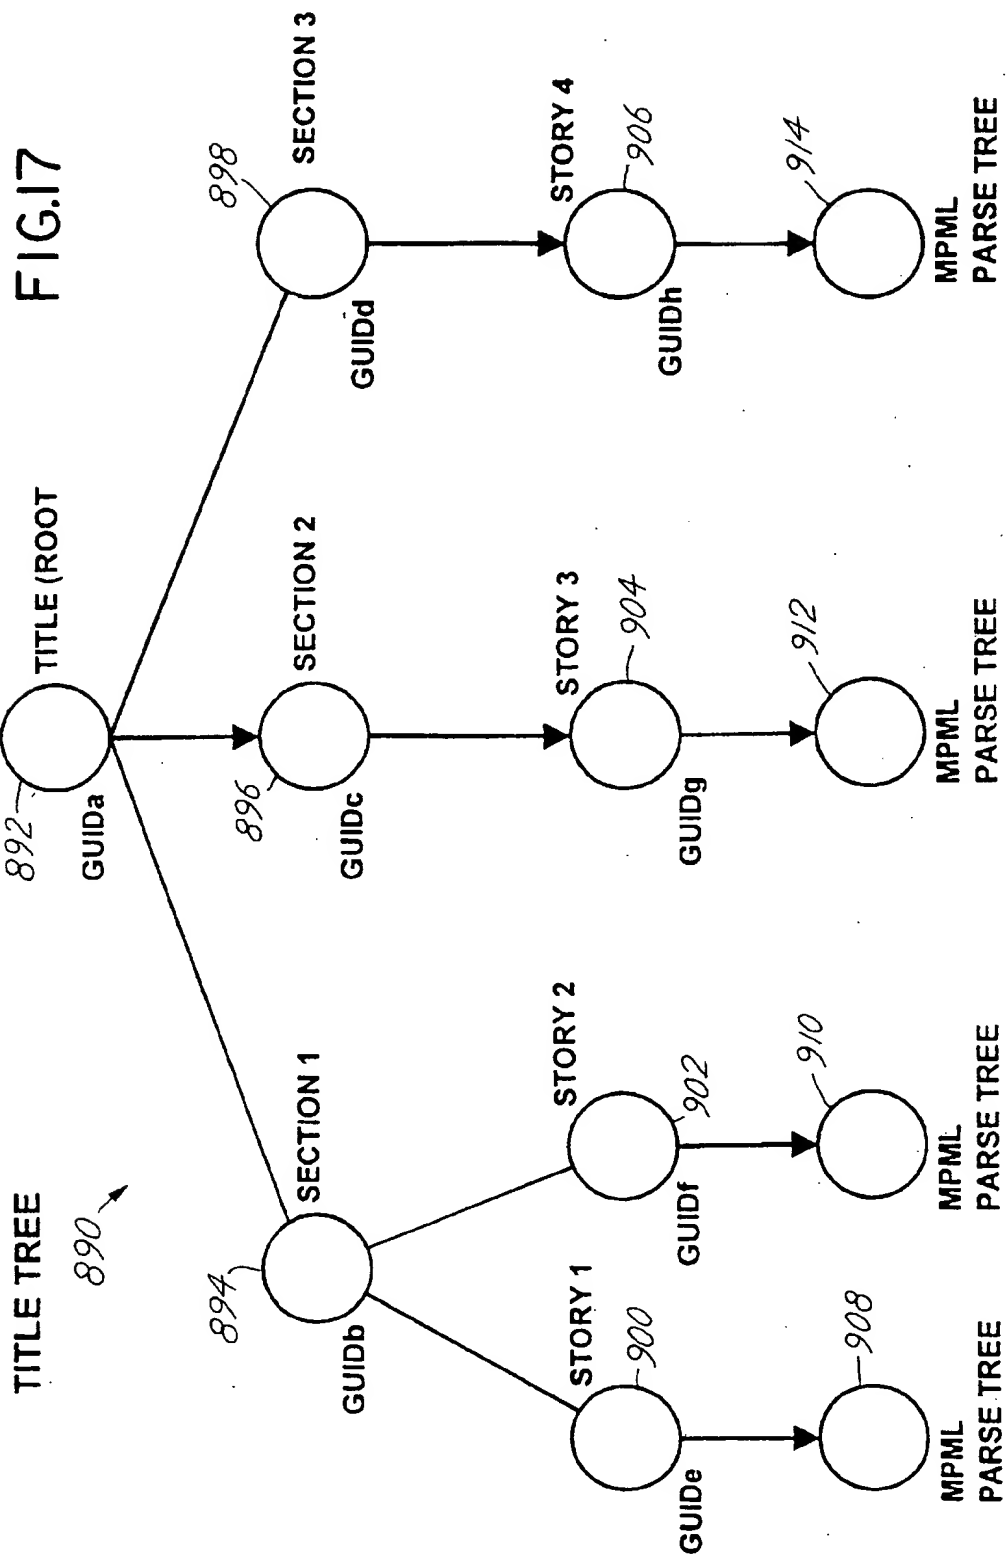 TITLE TREE
890
FIG.17
892
TITLE (ROOT
GUIDa
894
SECTION 1
GUIDb
896
SECTION 2
GUIDc
898
SECTION 3
GUIDd
STORY 1
900
GUIDe
STORY 2
902
GUIDf
STORY 3
904
GUIDg
STORY 4
906
GUIDh
908
MPML
PARSE TREE
910
MPML
PARSE TREE
912
MPML
PARSE TREE
914
MPML
PARSE TREE